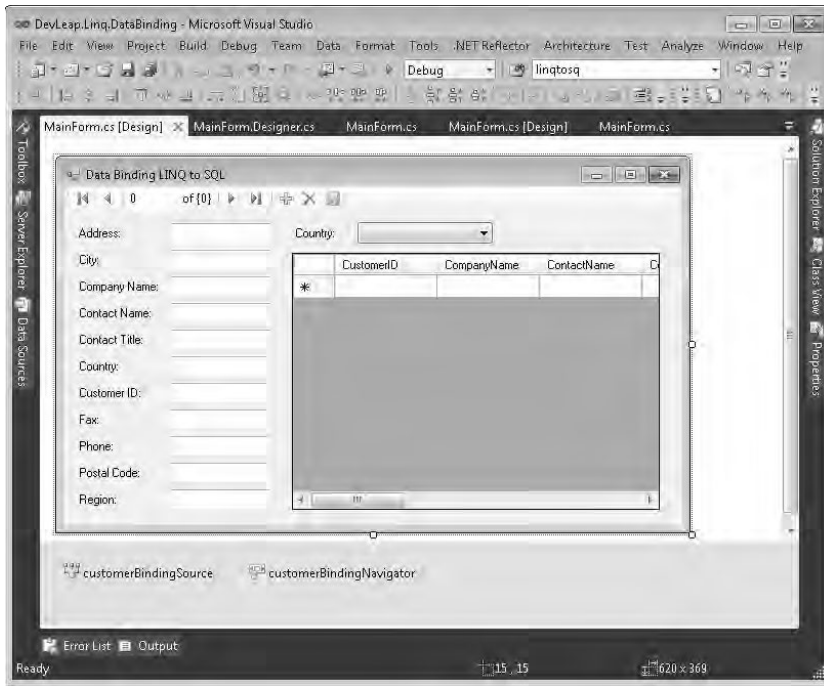 DevLeap.Linq.DataBinding - Microsoft Visual Studio
File Edit View Project Build Debug Team Data Format Tools .NET Reflector Architecture Test Analyze Window Help
Debug linqtosq
MainForm.cs [Design] MainForm.Designer.cs MainForm.cs MainForm.cs [Design] MainForm.cs
Toolbox
Server Explorer
Data Sources
Data Binding LINQ to SQL
0 of {0}
Address:
City:
Company Name:
Contact Name:
Contact Title:
Country:
Customer ID:
Fax:
Phone:
Postal Code:
Region:
Country:
CustomerID CompanyName ContactName
Solution Explorer
Class View
Properties
customerBindingSource customerBindingNavigator
Error List Output
Ready 15 , 15 620 x 369